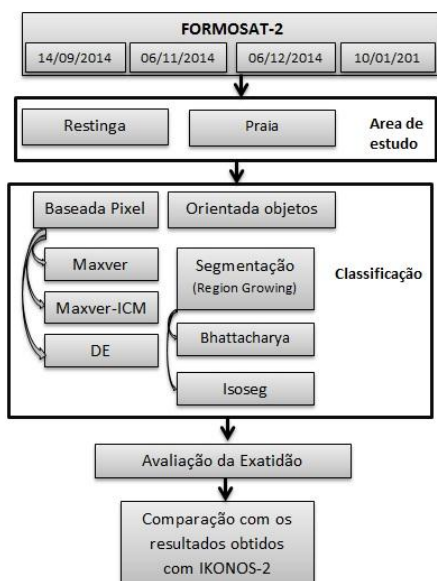 FORMOSAT-2
14/09/2014 06/11/2014 06/12/2014 10/01/201
Restinga
Praia
Area de
estudo
Baseada Pixel
Orientada objetos
Maxver
Maxver-ICM
DE
Segmentação
(Region Growing)
Bhattacharya
Isoseg
Classificação
Avaliação da Exatidão
Comparação com os
resultados obtidos
com IKONOS-2